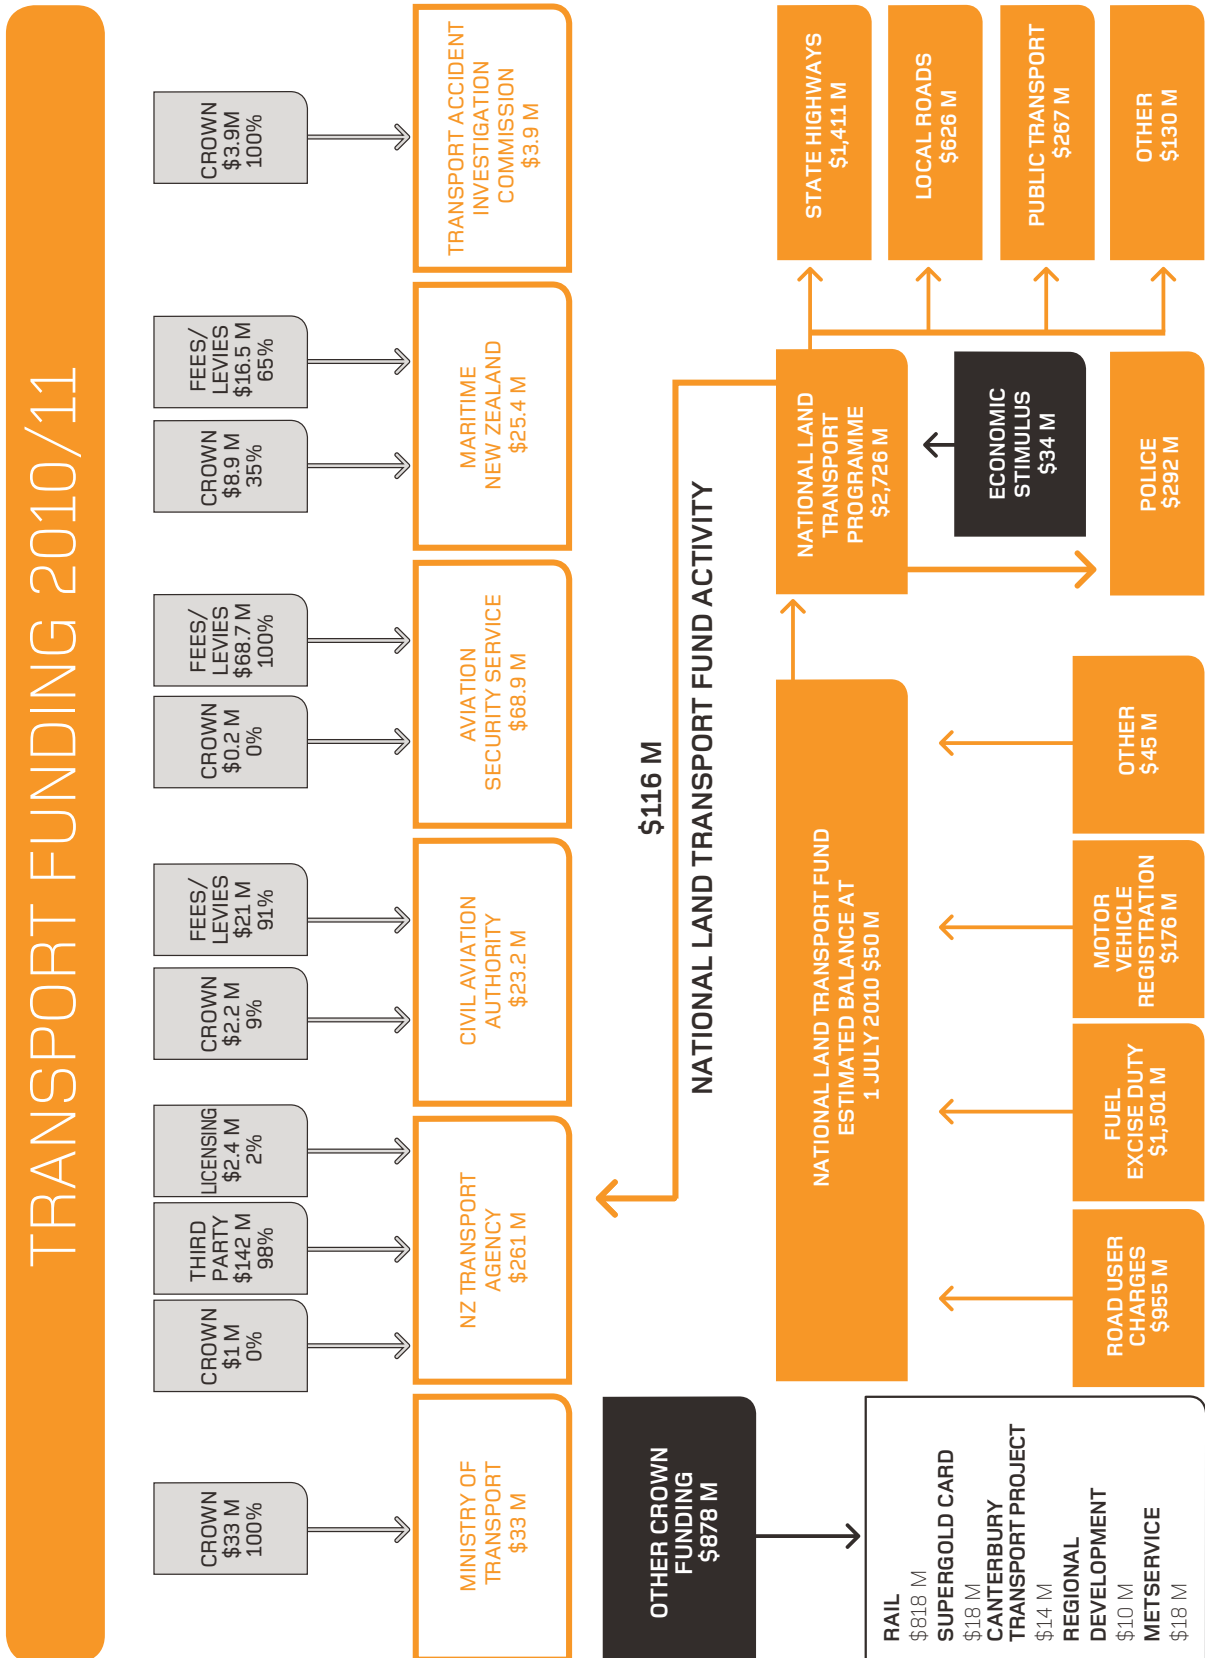 TRANSPORT FUNDING 2010/11
CROWN
$33 M
100%
CROWN
$1 M
0%
THIRD
PARTY
$142 M
98%
LICENSING
$2.4 M
2%
CROWN
$2.2 M
9%
FEES/
LEVIES
$21 M
91%
CROWN
$0.2 M
0%
FEES/
LEVIES
$68.7 M
100%
CROWN
$8.9 M
35%
FEES/
LEVIES
$16.5 M
65%
CROWN
$3.9M
100%
MINISTRY OF
TRANSPORT
$33 M
NZ TRANSPORT
AGENCY
$261 M
CIVIL AVIATION
AUTHORITY
$23.2 M
AVIATION
SECURITY SERVICE
$68.9 M
MARITIME
NEW ZEALAND
$25.4 M
TRANSPORT ACCIDENT
INVESTIGATION
COMMISSION
$3.9 M
OTHER CROWN
FUNDING
$878 M
$116 M
NATIONAL LAND TRANSPORT FUND ACTIVITY
NATIONAL LAND TRANSPORT FUND
ESTIMATED BALANCE AT
1 JULY 2010 $50 M
NATIONAL LAND
TRANSPORT
PROGRAMME
$2,726 M
STATE HIGHWAYS
$1,411 M
LOCAL ROADS
$626 M
PUBLIC TRANSPORT
$267 M
OTHER
$130 M
ECONOMIC
STIMULUS
$34 M
POLICE
$292 M
RAIL
$818 M
SUPERGOLD CARD
$18 M
CANTERBURY
TRANSPORT PROJECT
$14 M
REGIONAL
DEVELOPMENT
$10 M
METSERVICE
$18 M
ROAD USER
CHARGES
$955 M
FUEL
EXCISE DUTY
$1,501 M
MOTOR
VEHICLE
REGISTRATION
$176 M
OTHER
$45 M